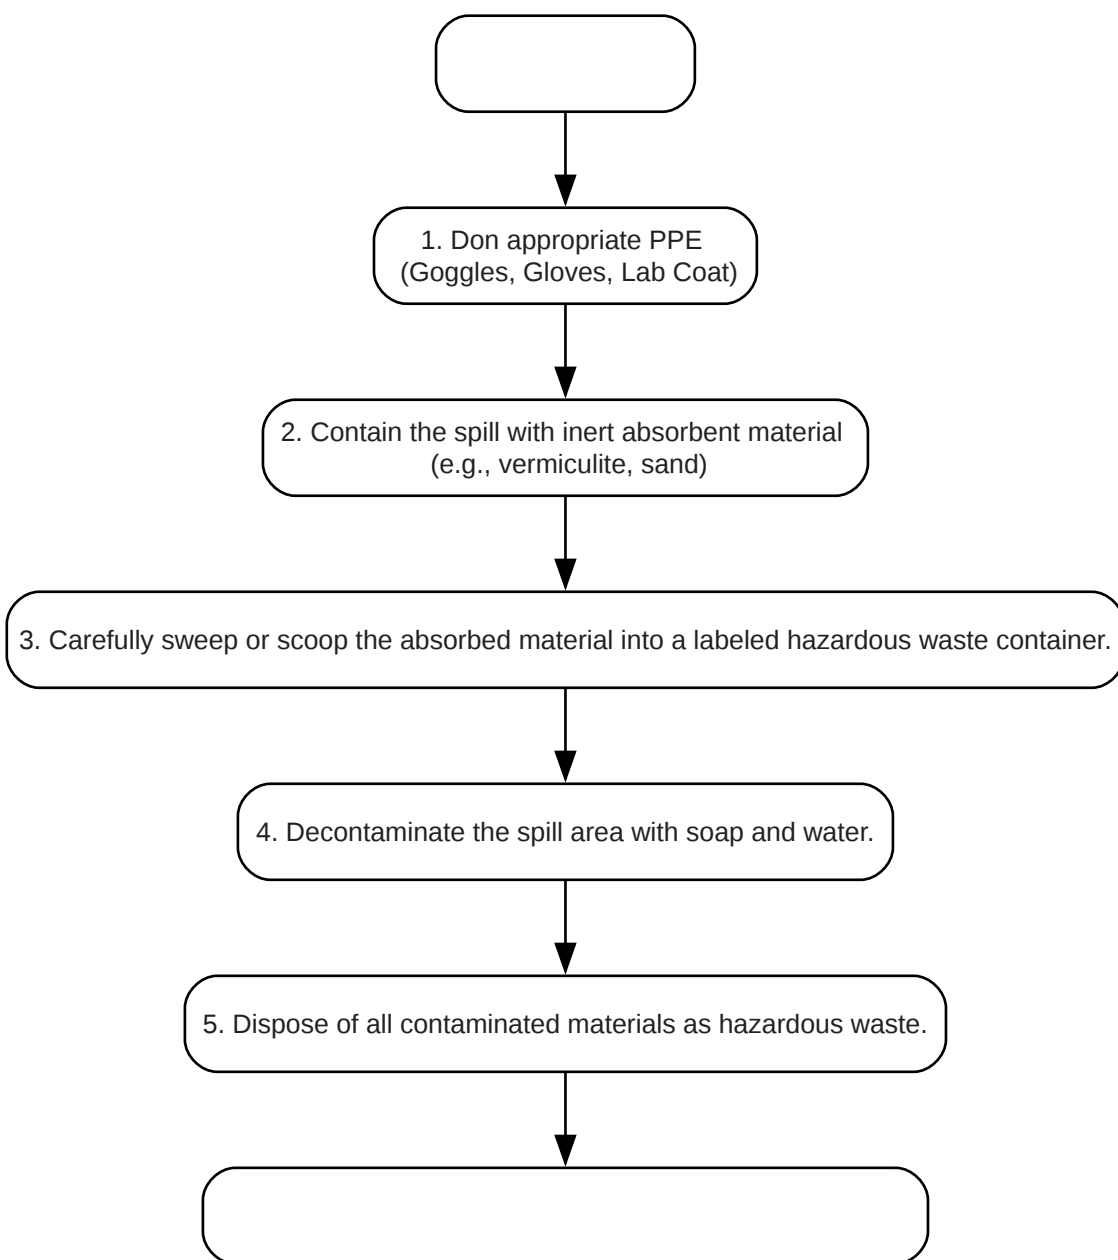 1. Don appropriate PPE
(Goggles, Gloves, Lab Coat)
2. Contain the spill with inert absorbent material
(e.g., vermiculite, sand)
3. Carefully sweep or scoop the absorbed material into a labeled hazardous waste container.
4. Decontaminate the spill area with soap and water.
5. Dispose of all contaminated materials as hazardous waste.